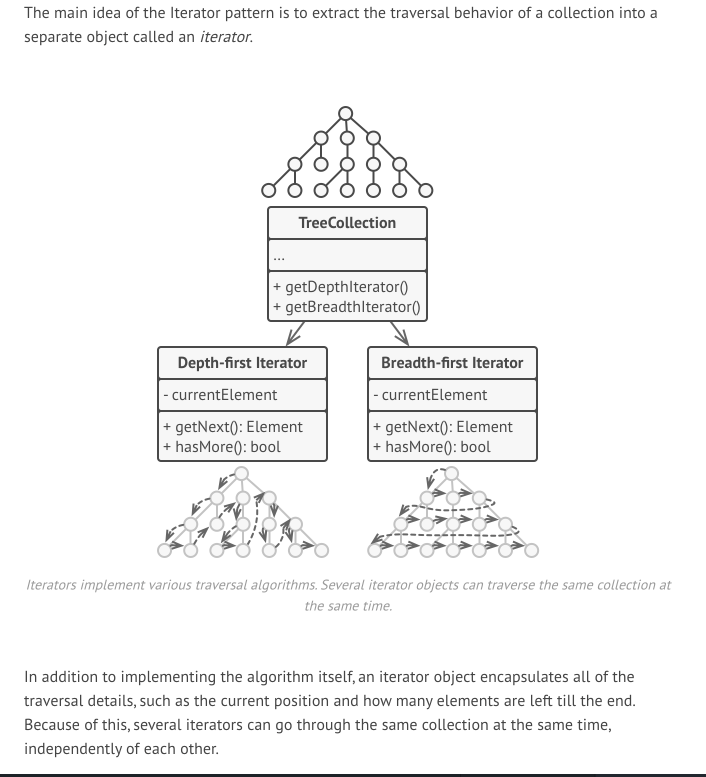 The main idea of the Iterator pattern is to extract the traversal behavior of a collection into a
separate object called an iterator.
TreeCollection
...
+ getDepthIterator()
+ getBreadthIterator()
Depth-first Iterator
- currentElement
+ getNext(): Element
+ hasMore(): bool
Breadth-first Iterator
- currentElement
+ getNext(): Element
+ hasMore(): bool
Iterators implement various traversal algorithms. Several iterator objects can traverse the same collection at
the same time.
In addition to implementing the algorithm itself, an iterator object encapsulates all of the
traversal details, such as the current position and how many elements are left till the end.
Because of this, several iterators can go through the same collection at the same time,
independently of each other.